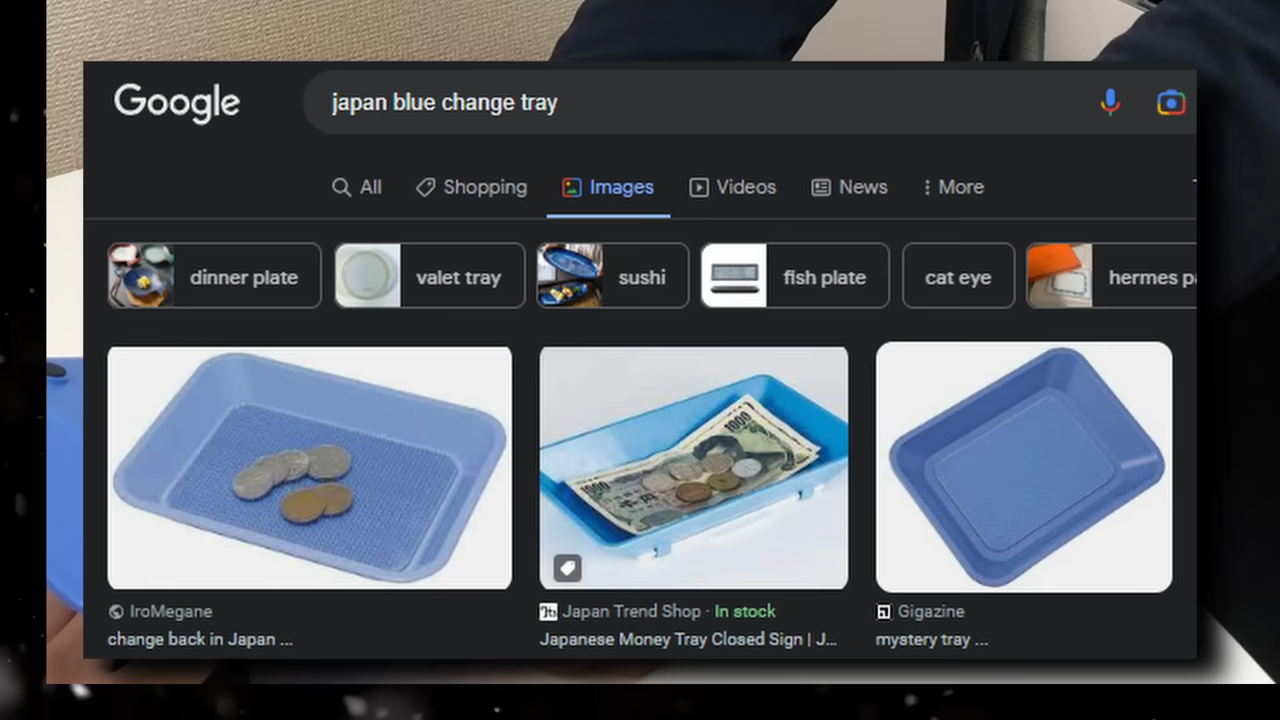 Google
japan blue change tray
All
Shopping
Images
Videos
News
More
dinner plate
valet tray
sushi
fish plate
cat eye
hermes
1000
1000
IroMegane
change back in Japan ...
Japan Trend Shop · In stock
Japanese Money Tray Closed Sign | J...
Gigazine
mystery tray ...